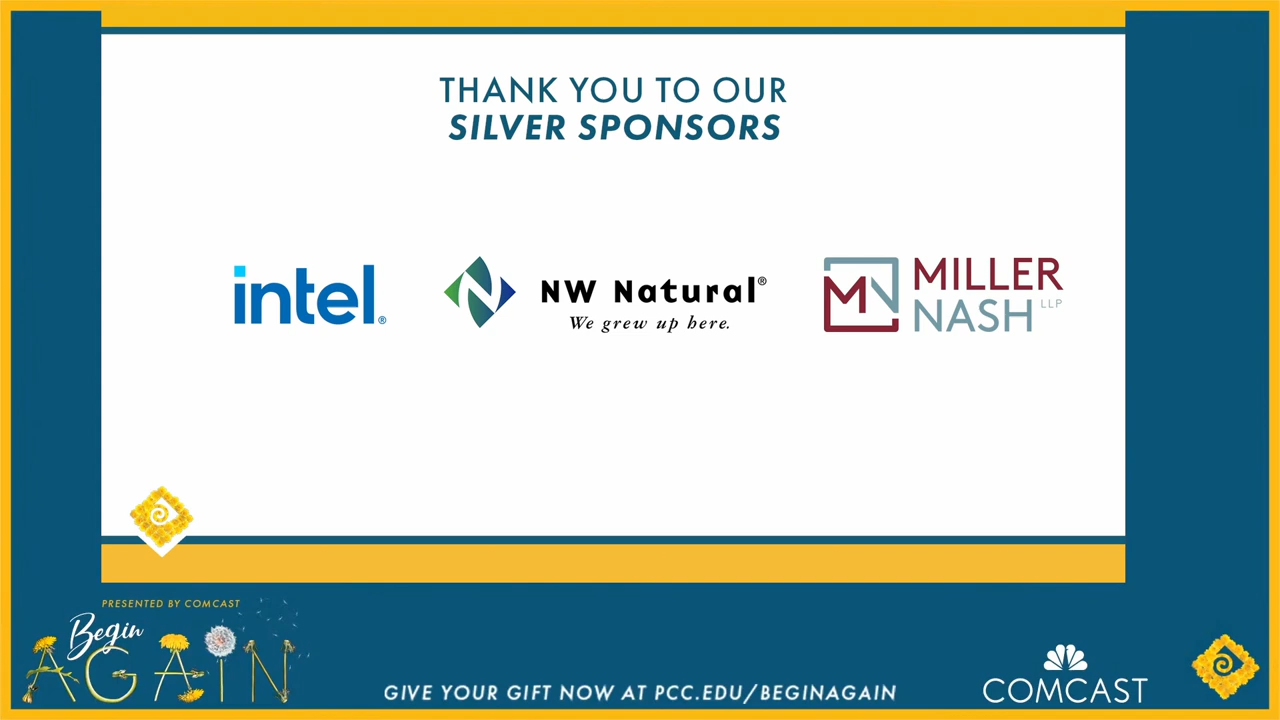 THANK YOU TO OUR
SILVER SPONSORS
intel®
NW Natural®
We grew up here.
MN
MILLER
NASH LLP
PRESENTED BY COMCAST
Begin
AGAIN
GIVE YOUR GIFT NOW AT PCC.EDU/BEGINAGAIN
COMCAST